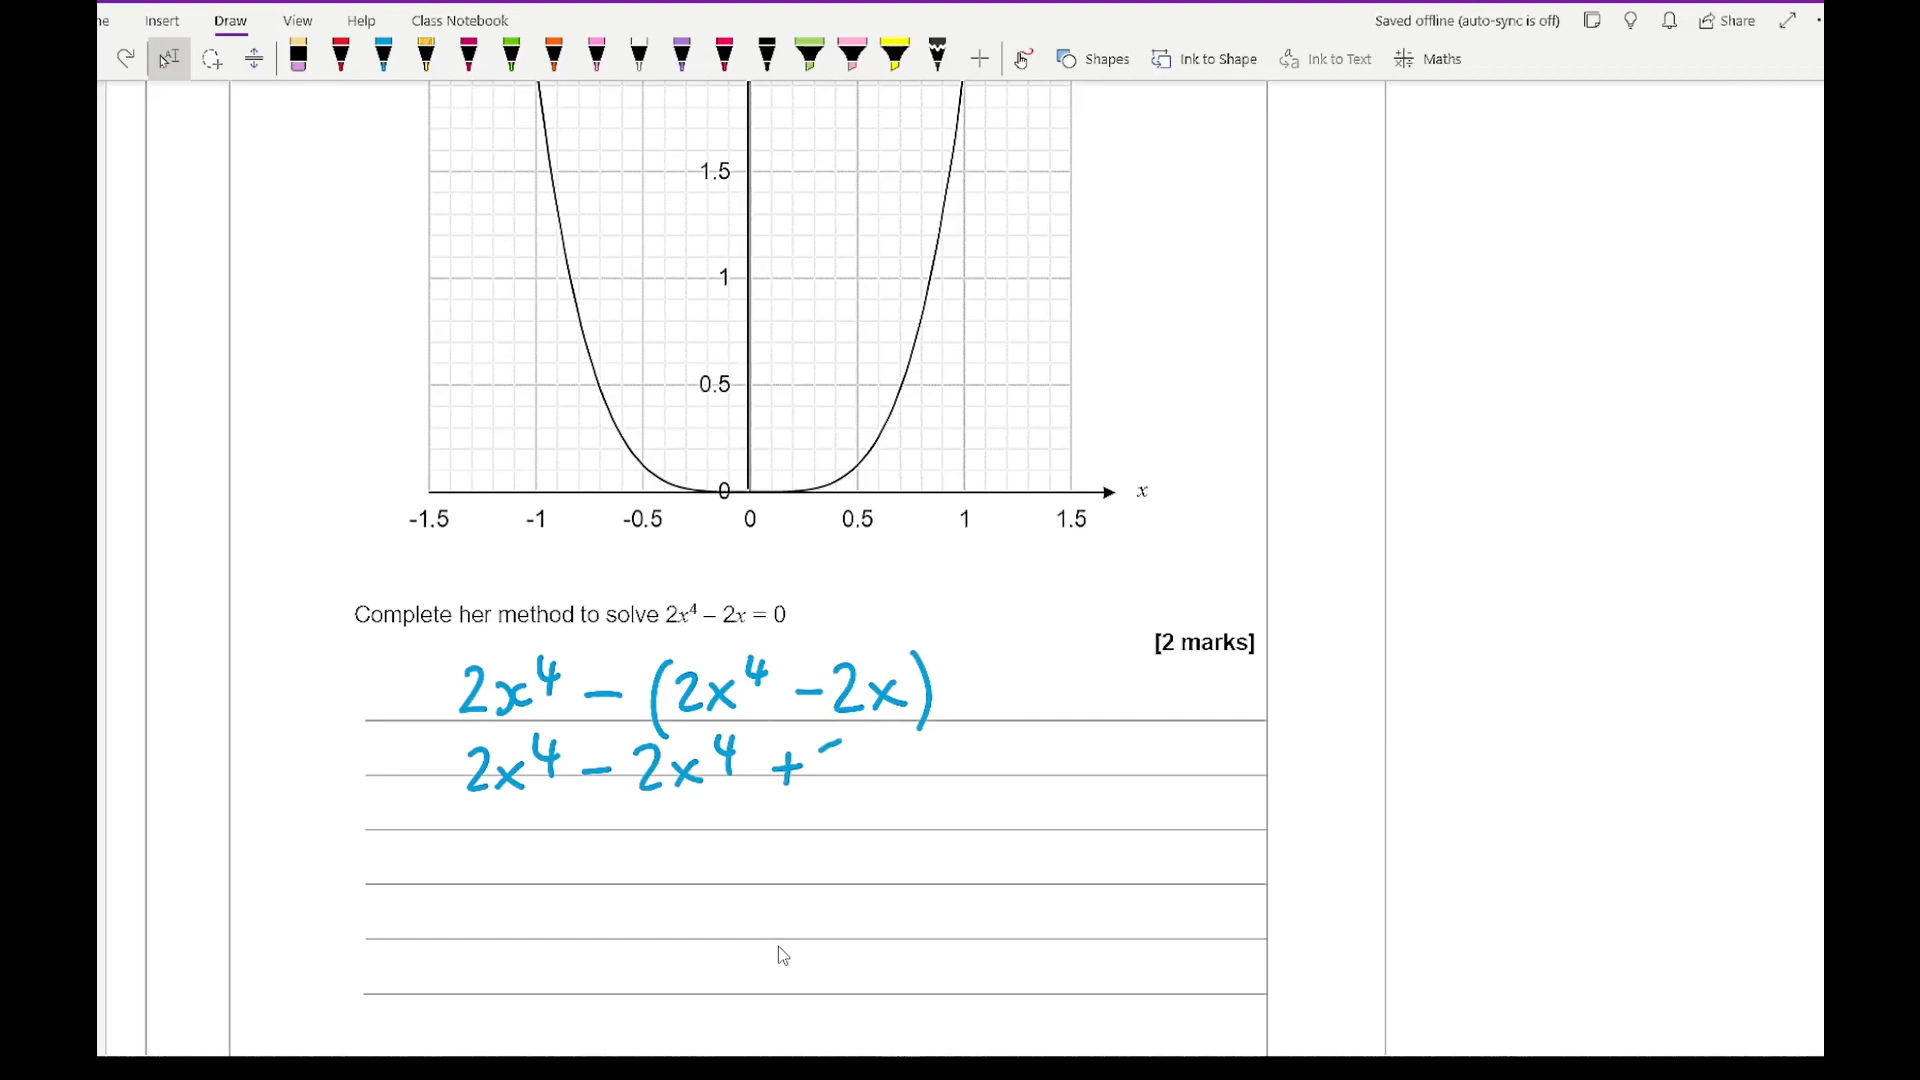 Insert Draw View Help Class Notebook Saved offline (auto-sync is off) Share
Shapes Ink to Shape Ink to Text Maths
1.5
1
0.5
0
x
-1.5 -1 -0.5 0 0.5 1 1.5
Complete her method to solve 2x⁴ – 2x = 0
[2 marks]
2x⁴ – (2x⁴ – 2x)
2x⁴ – 2x⁴ +